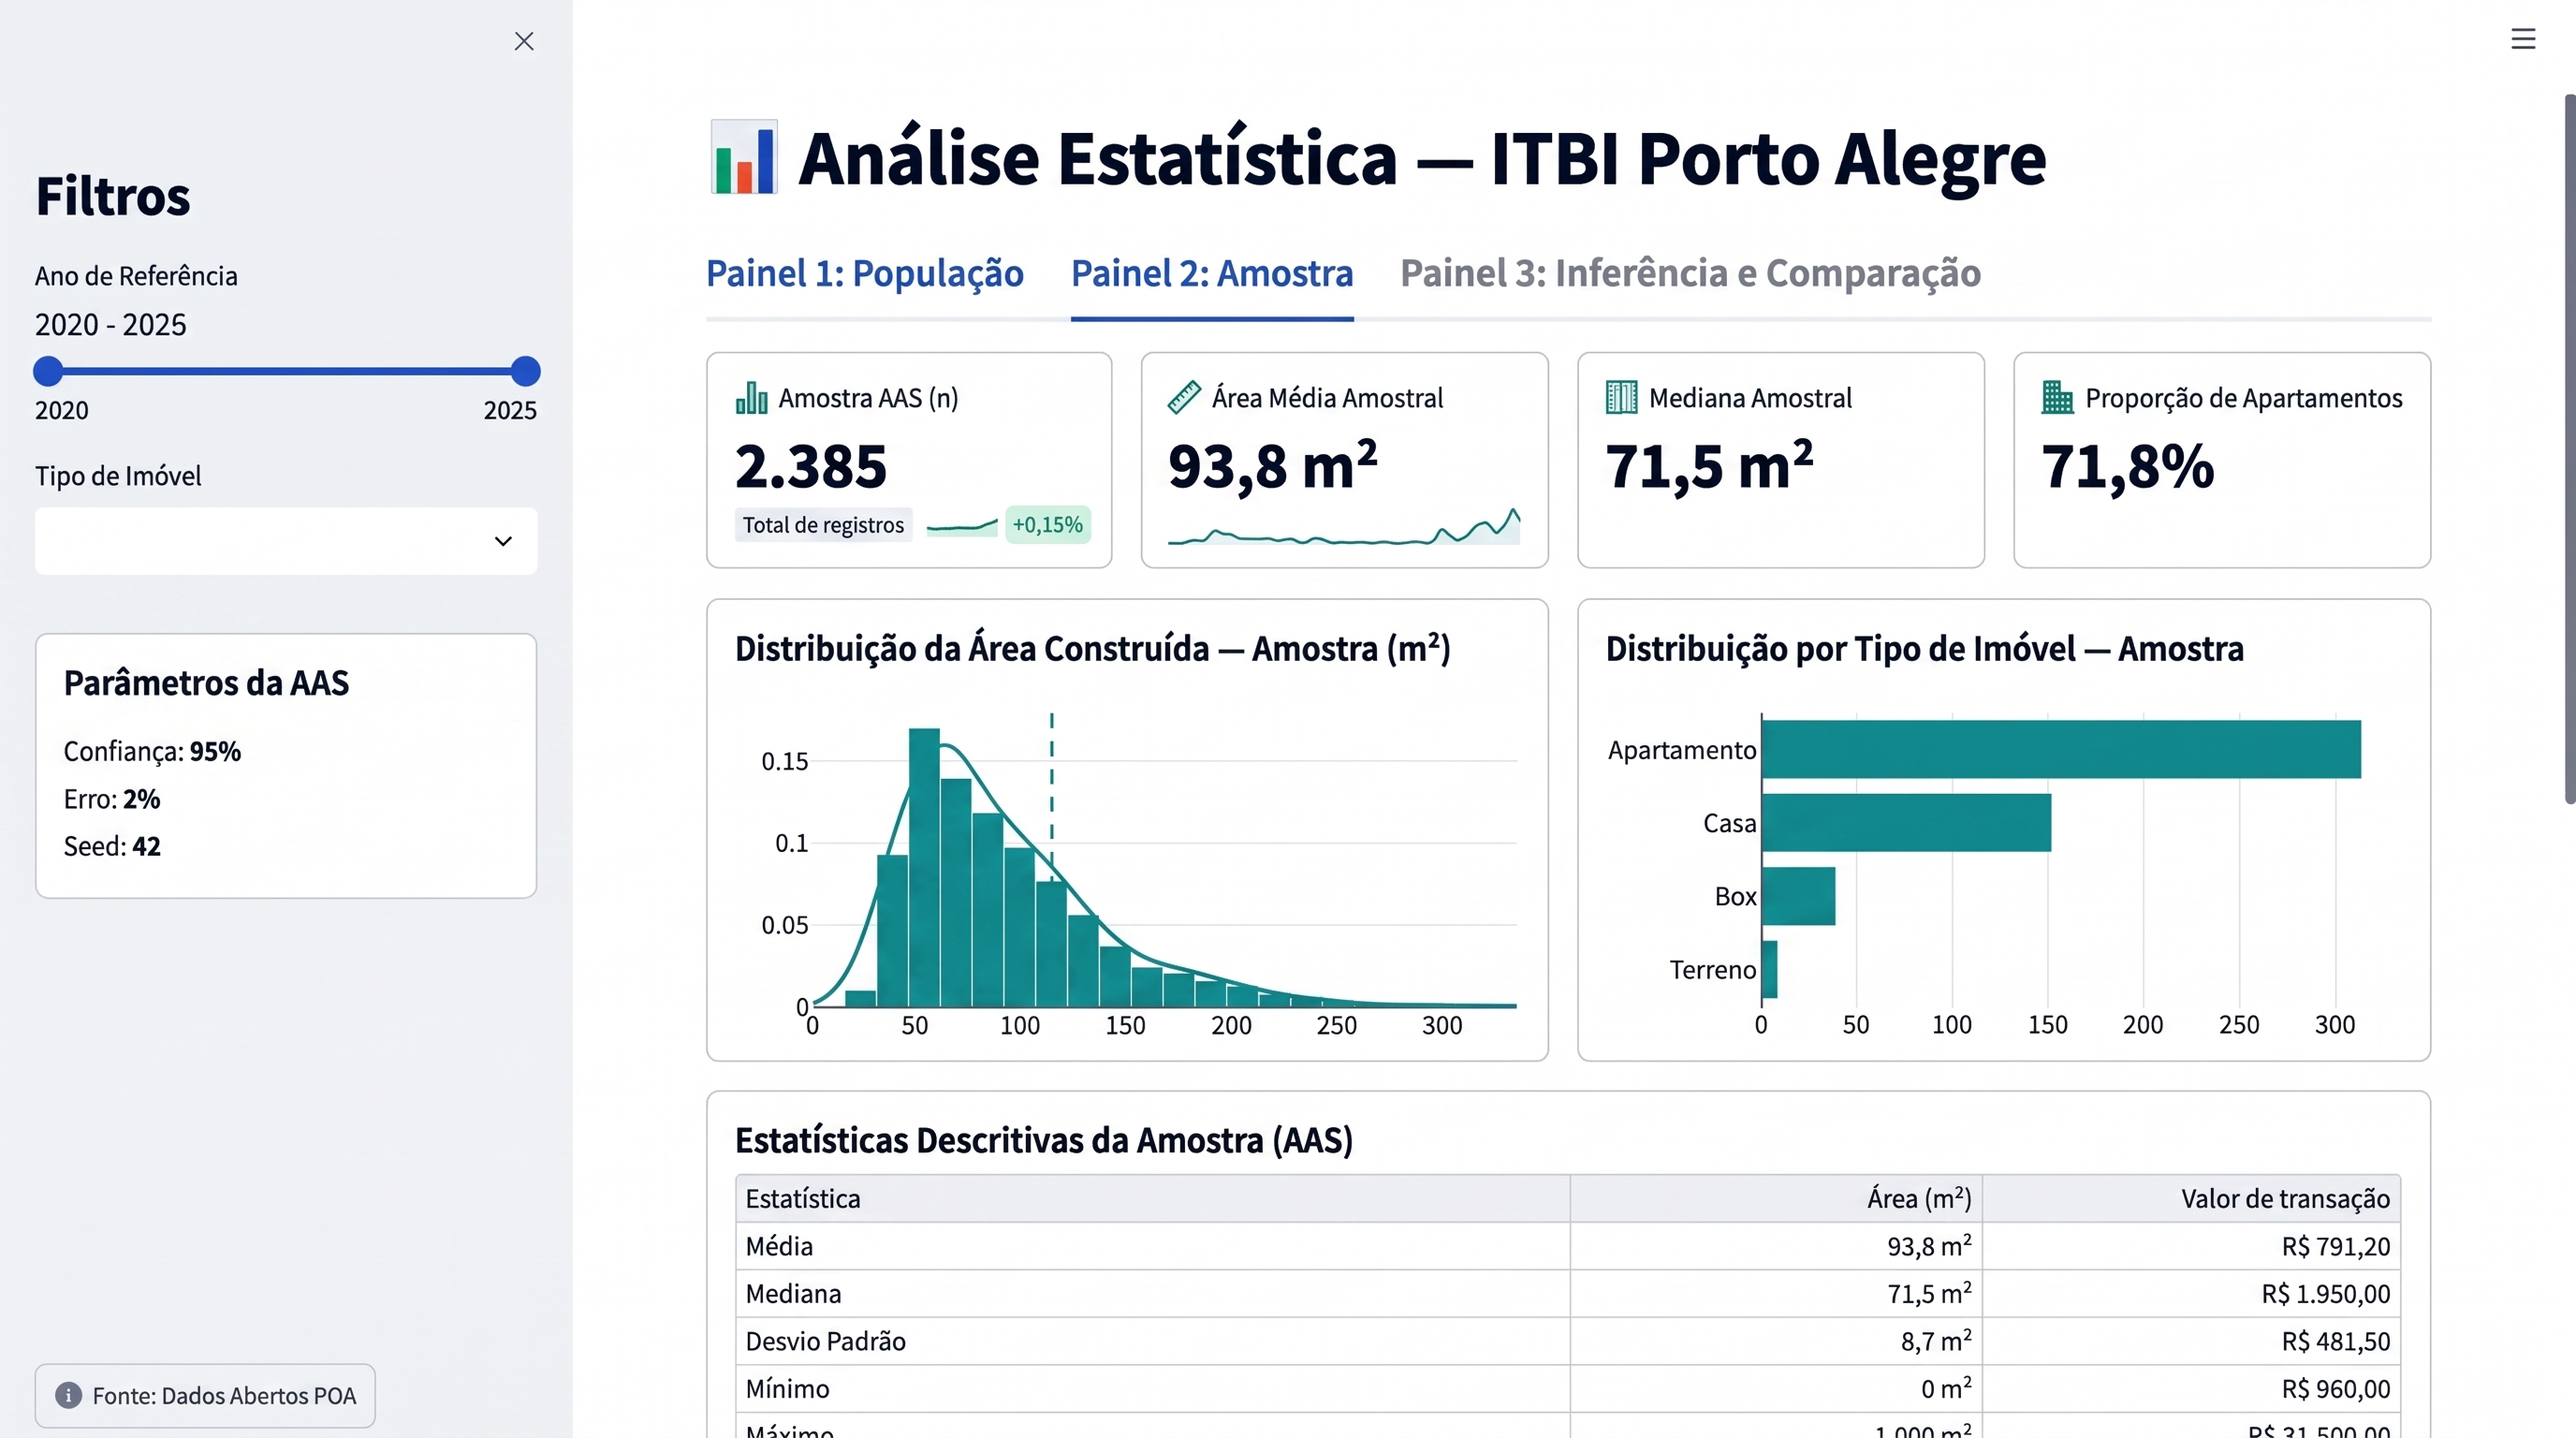 Filtros
Ano de Referência
2020 - 2025
2020 2025
Tipo de Imóvel
Parâmetros da AAS
Confiança: 95%
Erro: 2%
Seed: 42
Fonte: Dados Abertos POA
Análise Estatística — ITBI Porto Alegre
Painel 1: População Painel 2: Amostra Painel 3: Inferência e Comparação
Amostra AAS (n)
2.385
Total de registros +0,15%
Área Média Amostral
93,8 m²
Mediana Amostral
71,5 m²
Proporção de Apartamentos
71,8%
Distribuição da Área Construída — Amostra (m²)
0.15
0.1
0.05
0
0 50 100 150 200 250 300
Distribuição por Tipo de Imóvel — Amostra
Apartamento
Casa
Box
Terreno
0 50 100 150 200 250 300
Estatísticas Descritivas da Amostra (AAS)
Estatística Área (m²) Valor de transação
Média 93,8 m² R$ 791,20
Mediana 71,5 m² R$ 1.950,00
Desvio Padrão 8,7 m² R$ 481,50
Mínimo 0 m² R$ 960,00
Máximo 1.000 m² R$ 31.500,00